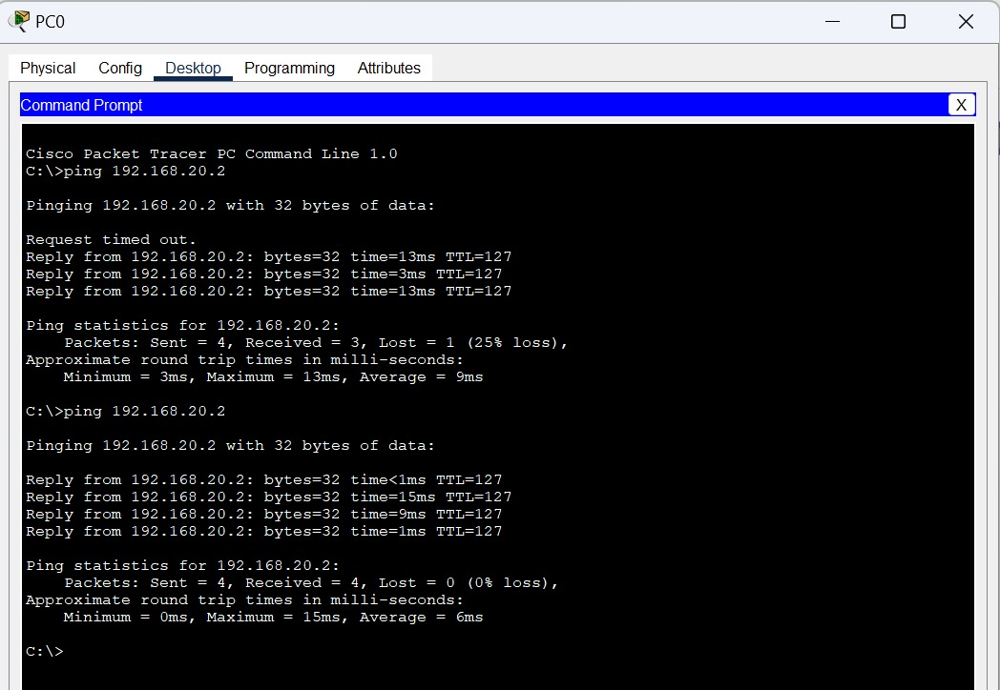 PC0
Physical Config Desktop Programming Attributes
Command Prompt X
Cisco Packet Tracer PC Command Line 1.0
C:\>ping 192.168.20.2
Pinging 192.168.20.2 with 32 bytes of data:
Request timed out.
Reply from 192.168.20.2: bytes=32 time=13ms TTL=127
Reply from 192.168.20.2: bytes=32 time=3ms TTL=127
Reply from 192.168.20.2: bytes=32 time=13ms TTL=127
Ping statistics for 192.168.20.2:
    Packets: Sent = 4, Received = 3, Lost = 1 (25% loss),
Approximate round trip times in milli-seconds:
    Minimum = 3ms, Maximum = 13ms, Average = 9ms
C:\>ping 192.168.20.2
Pinging 192.168.20.2 with 32 bytes of data:
Reply from 192.168.20.2: bytes=32 time<1ms TTL=127
Reply from 192.168.20.2: bytes=32 time=15ms TTL=127
Reply from 192.168.20.2: bytes=32 time=9ms TTL=127
Reply from 192.168.20.2: bytes=32 time=1ms TTL=127
Ping statistics for 192.168.20.2:
    Packets: Sent = 4, Received = 4, Lost = 0 (0% loss),
Approximate round trip times in milli-seconds:
    Minimum = 0ms, Maximum = 15ms, Average = 6ms
C:\>